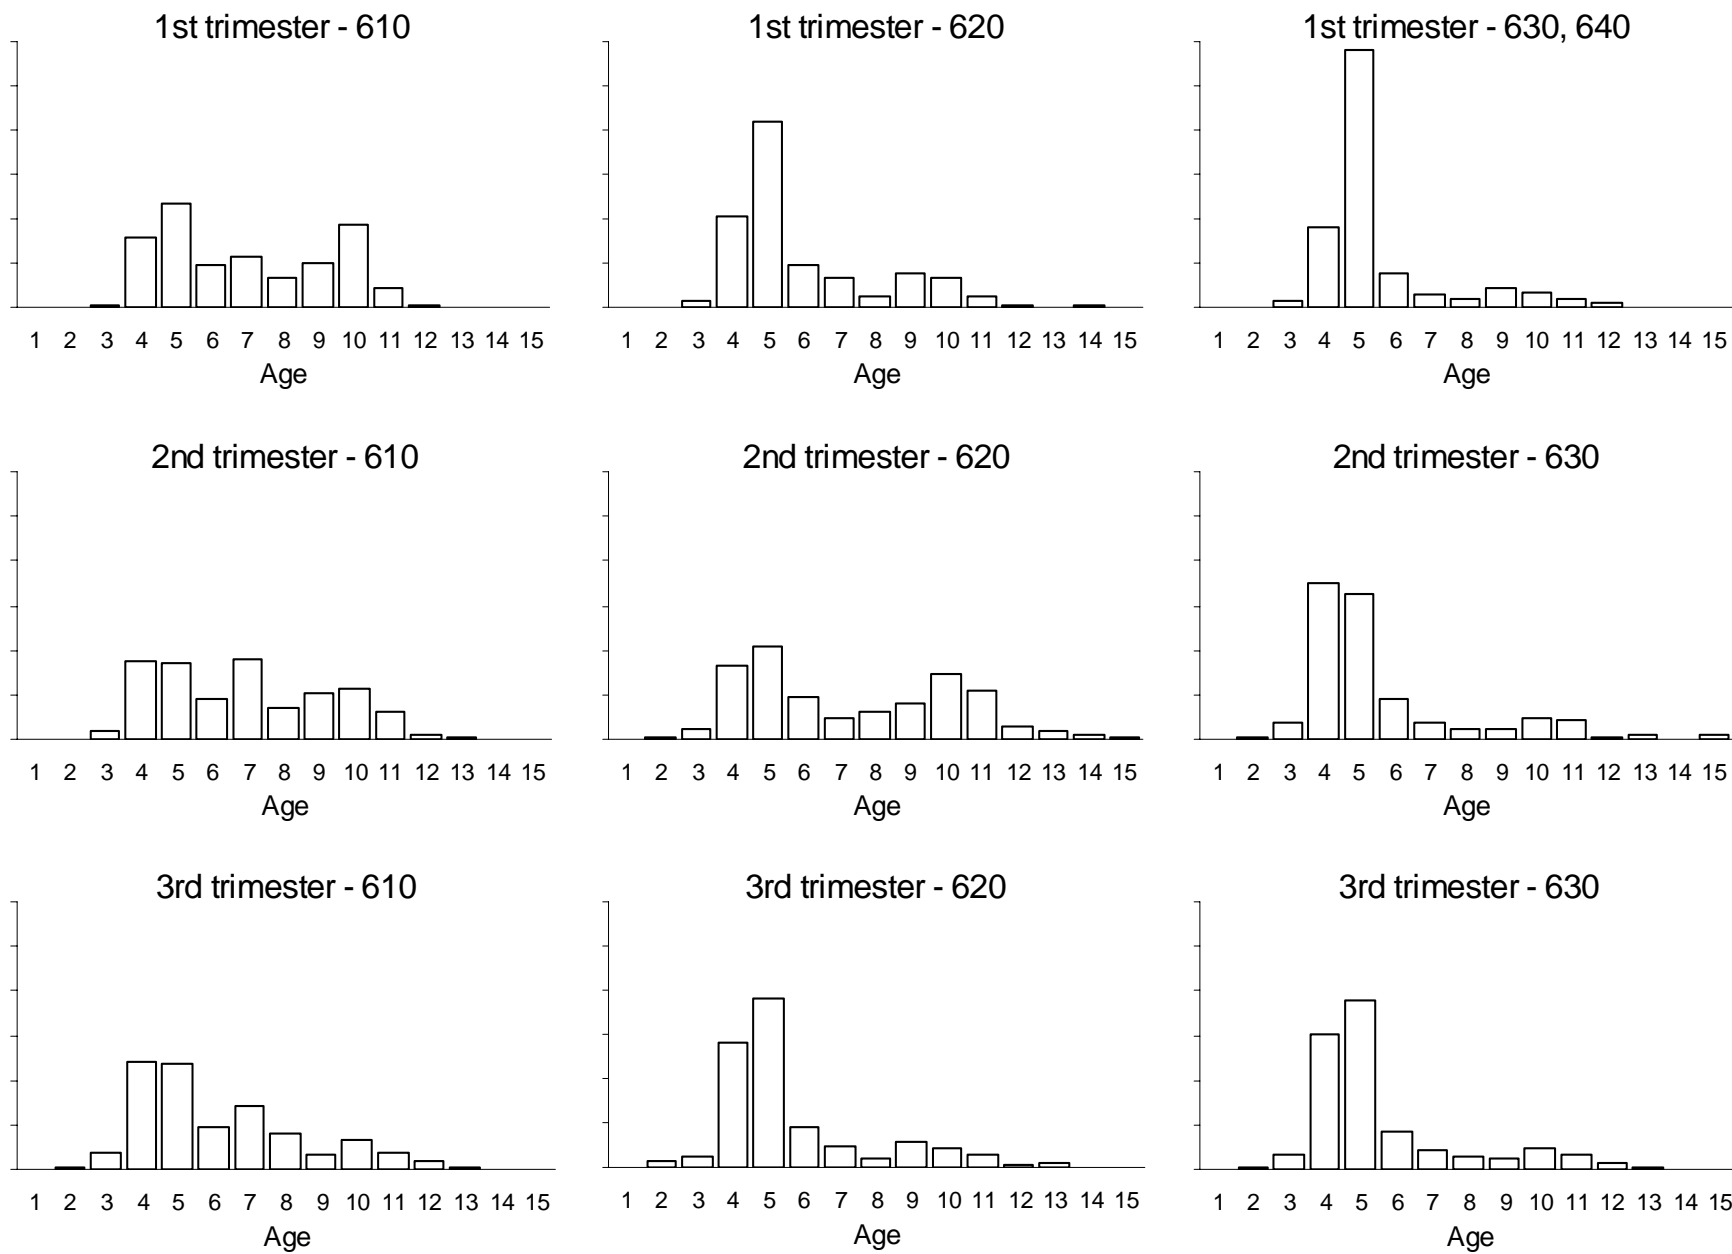 1st trimester - 610
1 2 3 4 5 6 7 8 9 10 11 12 13 14 15
Age
1st trimester - 620
1 2 3 4 5 6 7 8 9 10 11 12 13 14 15
Age
1st trimester - 630, 640
1 2 3 4 5 6 7 8 9 10 11 12 13 14 15
Age
2nd trimester - 610
1 2 3 4 5 6 7 8 9 10 11 12 13 14 15
Age
2nd trimester - 620
1 2 3 4 5 6 7 8 9 10 11 12 13 14 15
Age
2nd trimester - 630
1 2 3 4 5 6 7 8 9 10 11 12 13 14 15
Age
3rd trimester - 610
1 2 3 4 5 6 7 8 9 10 11 12 13 14 15
Age
3rd trimester - 620
1 2 3 4 5 6 7 8 9 10 11 12 13 14 15
Age
3rd trimester - 630
1 2 3 4 5 6 7 8 9 10 11 12 13 14 15
Age